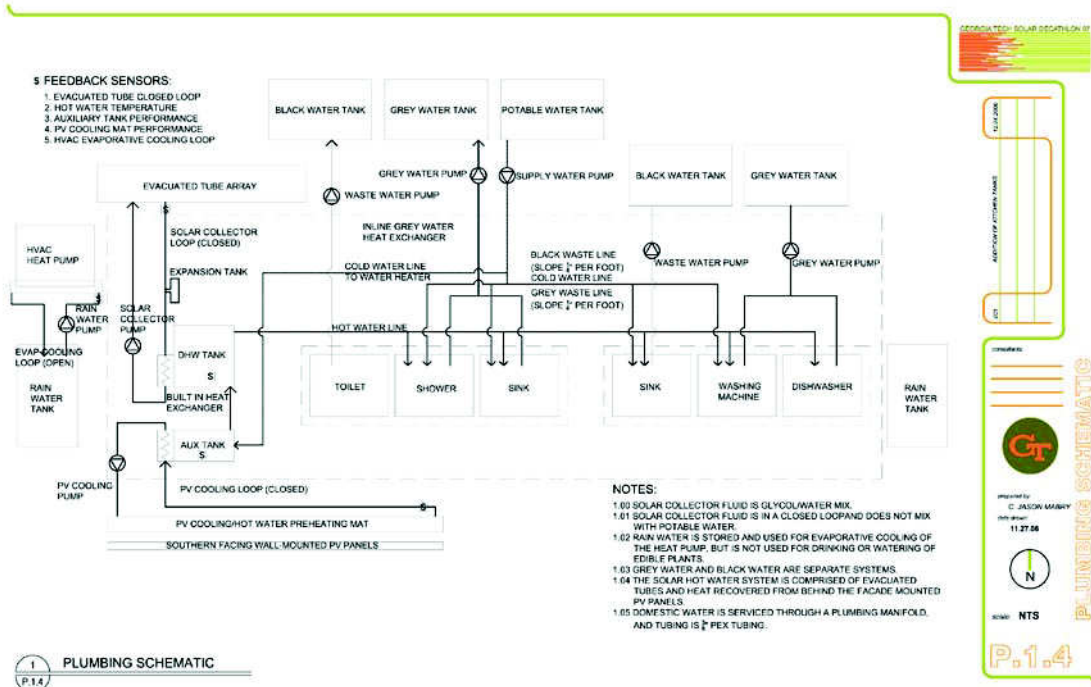 GEORGIA TECH SOLAR DECATHLON 07
S FEEDBACK SENSORS:
1. EVACUATED TUBE CLOSED LOOP
2. HOT WATER TEMPERATURE
3. AUXILIARY TANK PERFORMANCE
4. PV COOLING MAT PERFORMANCE
5. HVAC EVAPORATIVE COOLING LOOP
BLACK WATER TANK
GREY WATER TANK
POTABLE WATER TANK
EVACUATED TUBE ARRAY
GREY WATER PUMP
SUPPLY WATER PUMP
BLACK WATER TANK
GREY WATER TANK
WASTE WATER PUMP
S
SOLAR COLLECTOR
LOOP (CLOSED)
INLINE GREY WATER
HEAT EXCHANGER
HVAC
HEAT PUMP
EXPANSION TANK
COLD WATER LINE
TO WATER HEATER
BLACK WASTE LINE
(SLOPE PER FOOT)
COLD WATER LINE
WASTE WATER PUMP
GREY WATER PUMP
S
RAIN
WATER
PUMP
SOLAR
COLLECTOR
PUMP
GREY WASTE LINE
(SLOPE PER FOOT)
HOT WATER LINE
EVAP COOLING
LOOP (OPEN)
DHW TANK
S
RAIN
WATER
TANK
TOILET
SHOWER
SINK
SINK
WASHING
MACHINE
DISHWASHER
RAIN
WATER
TANK
BUILT IN HEAT
EXCHANGER
AUX TANK
S
PV COOLING
PUMP
PV COOLING LOOP (CLOSED)
S
PV COOLING/HOT WATER PREHEATING MAT
SOUTHERN FACING WALL-MOUNTED PV PANELS
NOTES:
1.00 SOLAR COLLECTOR FLUID IS GLYCOL/WATER MIX.
1.01 SOLAR COLLECTOR FLUID IS IN A CLOSED LOOPAND DOES NOT MIX
WITH POTABLE WATER.
1.02 RAIN WATER IS STORED AND USED FOR EVAPORATIVE COOLING OF
THE HEAT PUMP, BUT IS NOT USED FOR DRINKING OR WATERING OF
EDIBLE PLANTS.
1.03 GREY WATER AND BLACK WATER ARE SEPARATE SYSTEMS.
1.04 THE SOLAR HOT WATER SYSTEM IS COMPRISED OF EVACUATED
TUBES AND HEAT RECOVERED FROM BEHIND THE FACADE MOUNTED
PV PANELS.
1.05 DOMESTIC WATER IS SERVICED THROUGH A PLUMBING MANIFOLD,
AND TUBING IS PEX TUBING.
1
P.1.4
PLUMBING SCHEMATIC
ADDITION OF KITCHEN TANKS
consultants
GT
prepared by
C. JASON MABRY
date drawn
11.27.06
N
scale NTS
PLUMBING SCHEMATIC
P.1.4